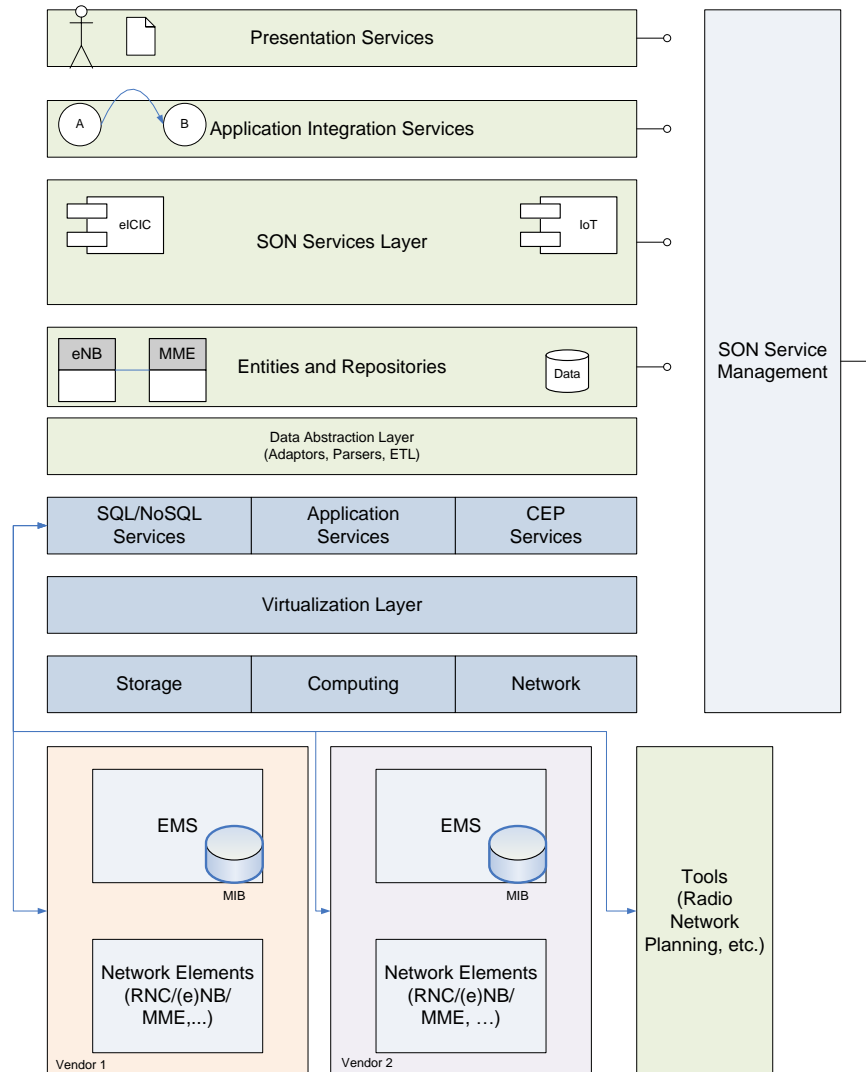 Presentation Services
A
B
Application Integration Services
eICIC
SON Services Layer
IoT
eNB
MME
Entities and Repositories
Data
Data Abstraction Layer
(Adaptors, Parsers, ETL)
SON Service
Management
SQL/NoSQL
Services
Application
Services
CEP
Services
Virtualization Layer
Storage
Computing
Network
EMS
MIB
Network Elements
(RNC/(e)NB/
MME,...)
Vendor 1
EMS
MIB
Network Elements
(RNC/(e)NB/
MME, …)
Vendor 2
Tools
(Radio
Network
Planning, etc.)